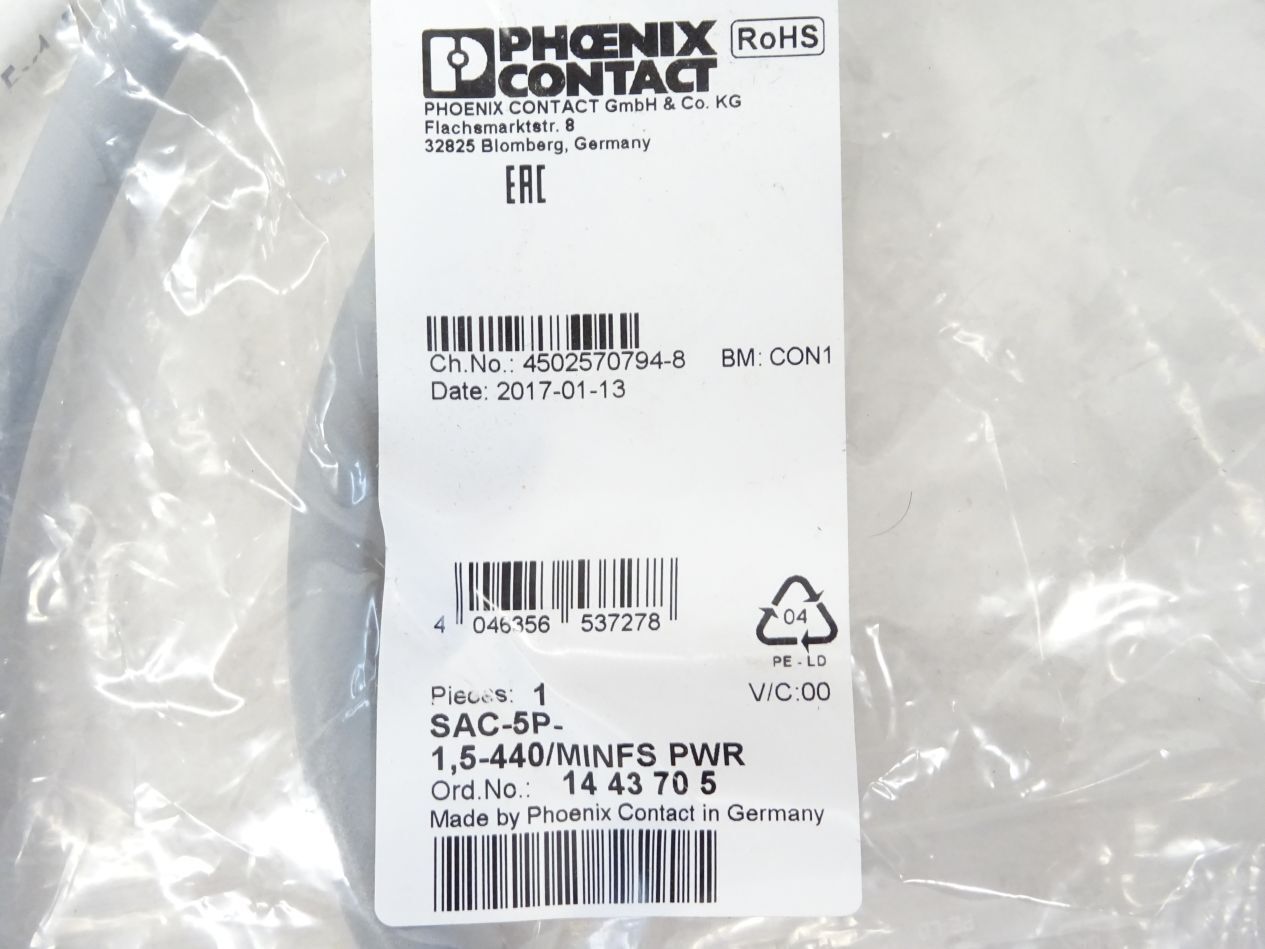 PHŒNIX
CONTACT
RoHS
PHOENIX CONTACT GmbH & Co. KG
Flachsmarktstr. 8
32825 Blomberg, Germany
EAC
Ch.No.: 4502570794-8 BM: CON1
Date: 2017-01-13
4 046356 537278
04
PE-LD
Pieces: 1 V/C:00
SAC-5P-
1,5-440/MINFS PWR
Ord.No.: 14 43 70 5
Made by Phoenix Contact in Germany